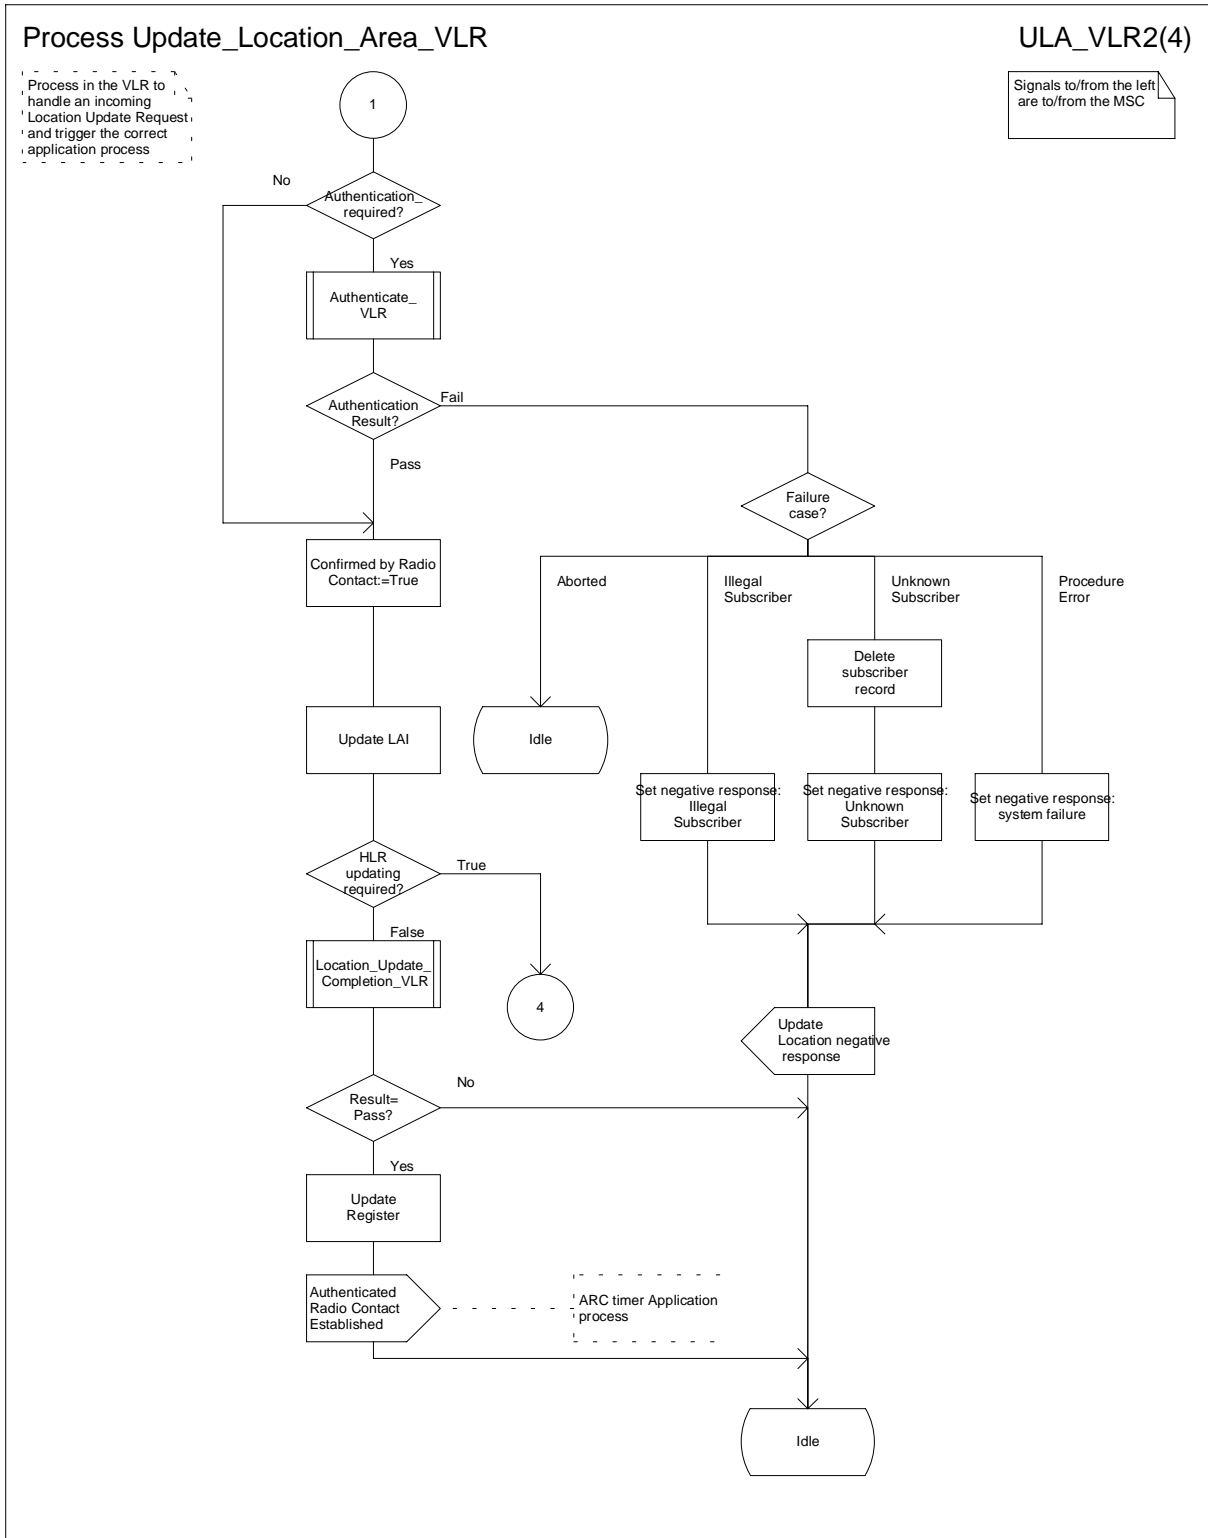 Process Update_Location_Area_VLR
ULA_VLR2(4)
Process in the VLR to
handle an incoming
Location Update Request
and trigger the correct
application process
Signals to/from the left
are to/from the MSC
1
No
Authentication_
required?
Yes
Authenticate_
VLR
Authentication
Result?
Fail
Pass
Failure
case?
Confirmed by Radio
Contact:=True
Aborted
Illegal
Subscriber
Unknown
Subscriber
Procedure
Error
Delete
subscriber
record
Update LAI
Idle
Set negative response:
Illegal
Subscriber
Set negative response:
Unknown
Subscriber
Set negative response:
system failure
HLR
updating
required?
True
False
Location_Update_
Completion_VLR
4
Update
Location negative
response
Result=
Pass?
No
Yes
Update
Register
Authenticated
Radio Contact
Established
ARC timer Application
process
Idle